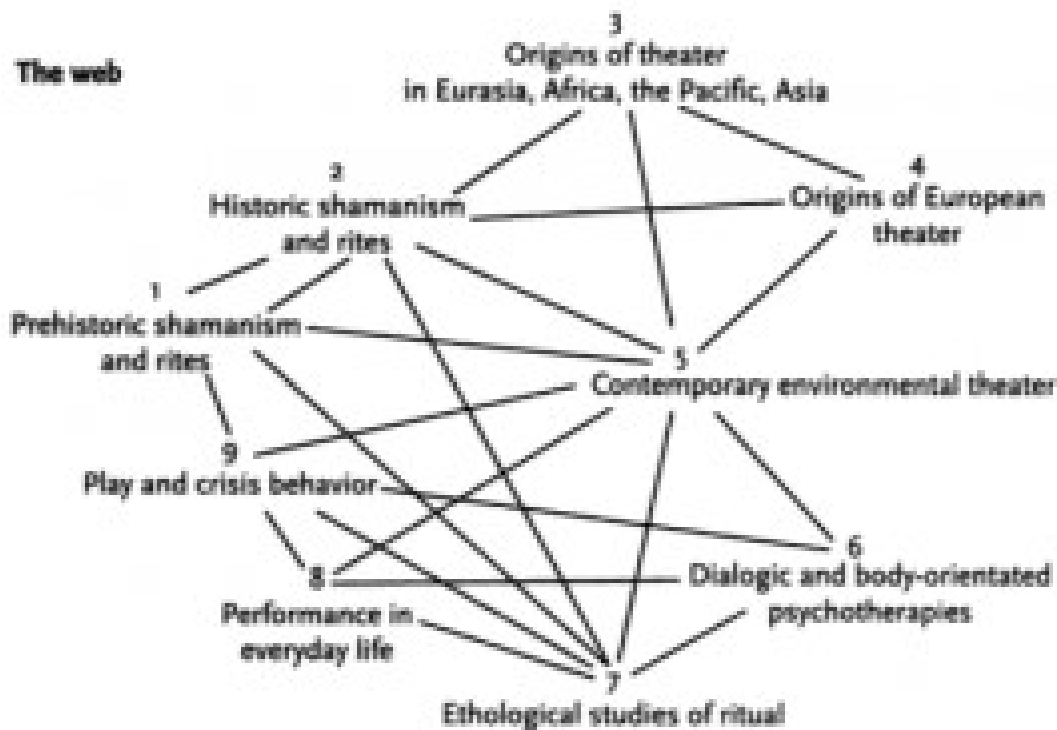 The web
3
Origins of theater
in Eurasia, Africa, the Pacific, Asia
2
Historic shamanism
and rites
4
Origins of European
theater
1
Prehistoric shamanism
and rites
5
Contemporary environmental theater
9
Play and crisis behavior
6
Dialogic and body-orientated
psychotherapies
8
Performance in
everyday life
7
Ethological studies of ritual